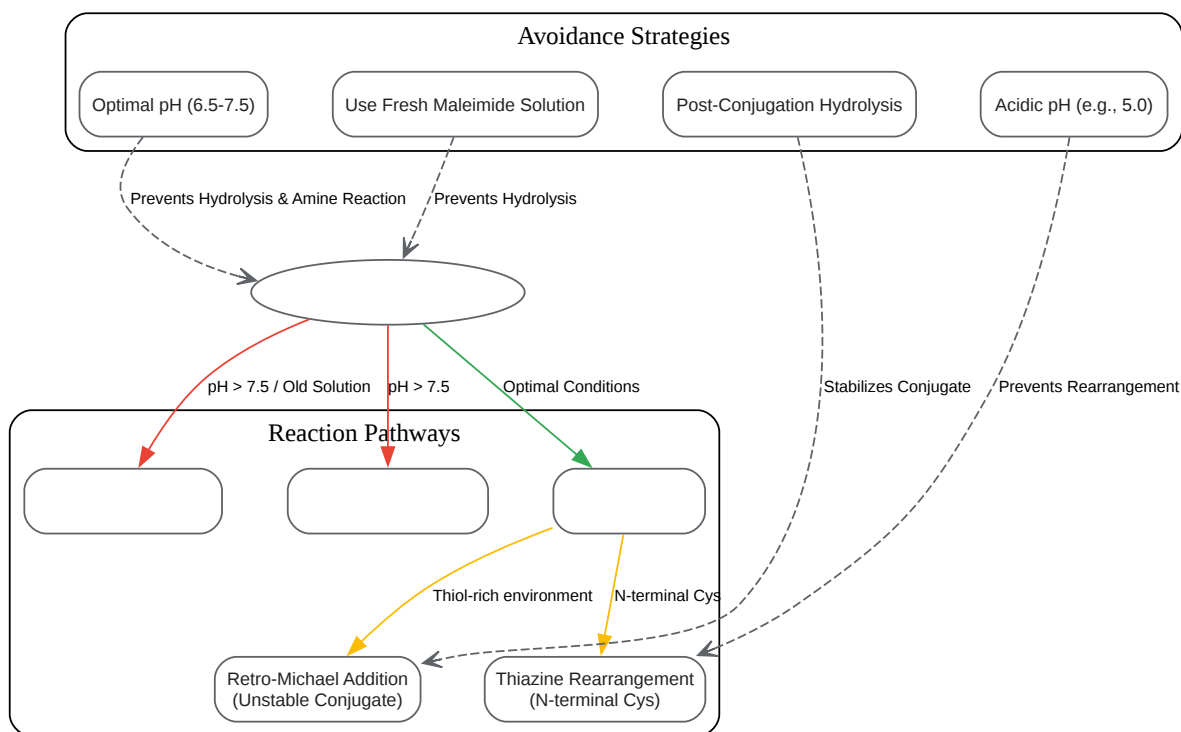 Avoidance Strategies
Optimal pH (6.5-7.5)
Use Fresh Maleimide Solution
Post-Conjugation Hydrolysis
Acidic pH (e.g., 5.0)
Prevents Hydrolysis & Amine Reaction
Prevents Hydrolysis
pH > 7.5 / Old Solution
pH > 7.5
Optimal Conditions
Stabilizes Conjugate
Prevents Rearrangement
Reaction Pathways
Thiol-rich environment
N-terminal Cys
Retro-Michael Addition
(Unstable Conjugate)
Thiazine Rearrangement
(N-terminal Cys)